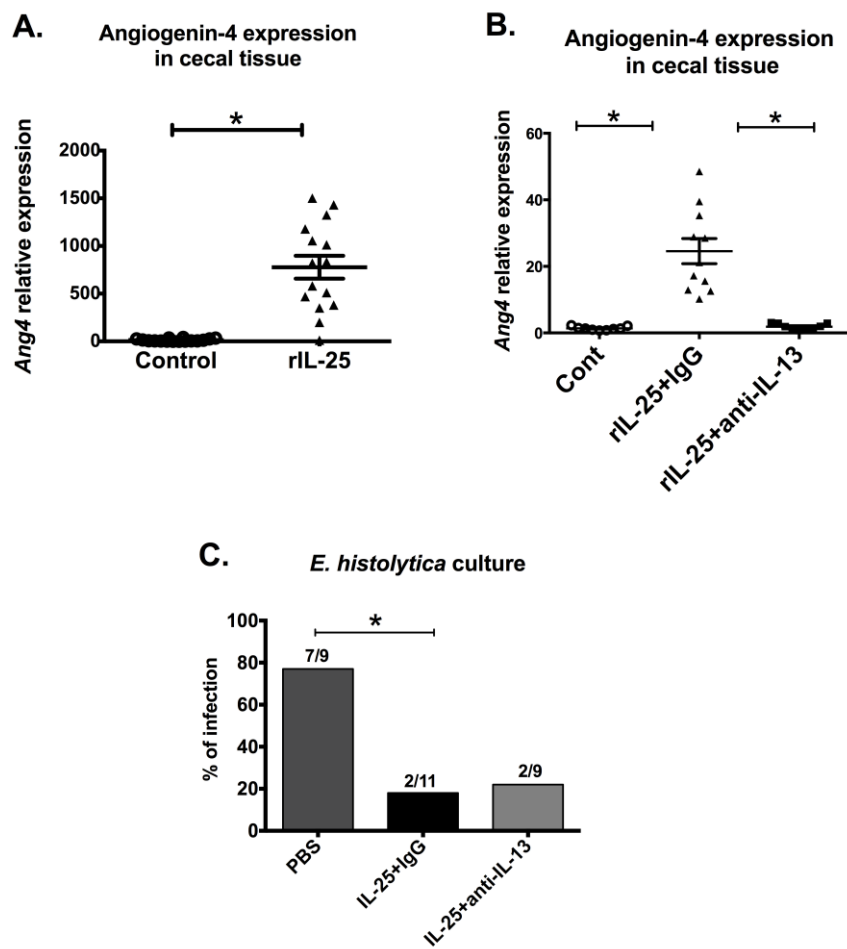 A.
Angiogenin-4 expression
in cecal tissue
*
Ang4 relative expression
2000
1500
1000
500
0
Control
rIL-25
B.
Angiogenin-4 expression
in cecal tissue
*
*
Ang4 relative expression
60
40
20
0
Cont
rIL-25+IgG
rIL-25+anti-IL-13
C.
E. histolytica culture
*
% of infection
100
80
60
40
20
0
7/9
2/11
2/9
PBS
IL-25+IgG
IL-25+anti-IL-13